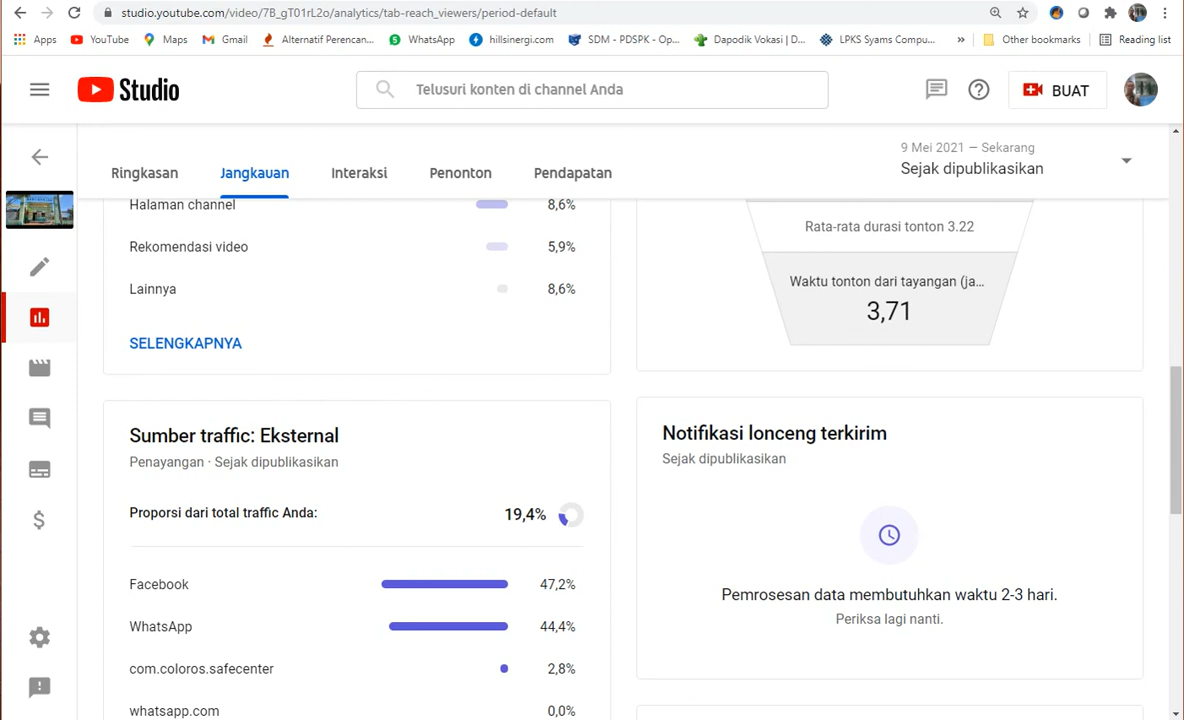 studio.youtube.com/video/7B_gT01rL2o/analytics/tab-reach_viewers/period-default
Apps YouTube Maps Gmail Alternatif Perencan... WhatsApp hillsinergi.com SDM - PDSPK - Op... Dapodik Vokasi | D... LPKS Syams Compu... » Other bookmarks Reading list
Studio
Telusuri konten di channel Anda
BUAT
Ringkasan Jangkauan Interaksi Penonton Pendapatan
9 Mei 2021 – Sekarang
Sejak dipublikasikan
Halaman channel 8,6%
Rekomendasi video 5,9%
Lainnya 8,6%
SELENGKAPNYA
Rata-rata durasi tonton 3.22
Waktu tonton dari tayangan (ja...
3,71
Sumber traffic: Eksternal
Penayangan · Sejak dipublikasikan
Proporsi dari total traffic Anda: 19,4%
Facebook 47,2%
WhatsApp 44,4%
com.coloros.safecenter 2,8%
whatsapp.com 0,0%
Notifikasi lonceng terkirim
Sejak dipublikasikan
Pemrosesan data membutuhkan waktu 2-3 hari.
Periksa lagi nanti.